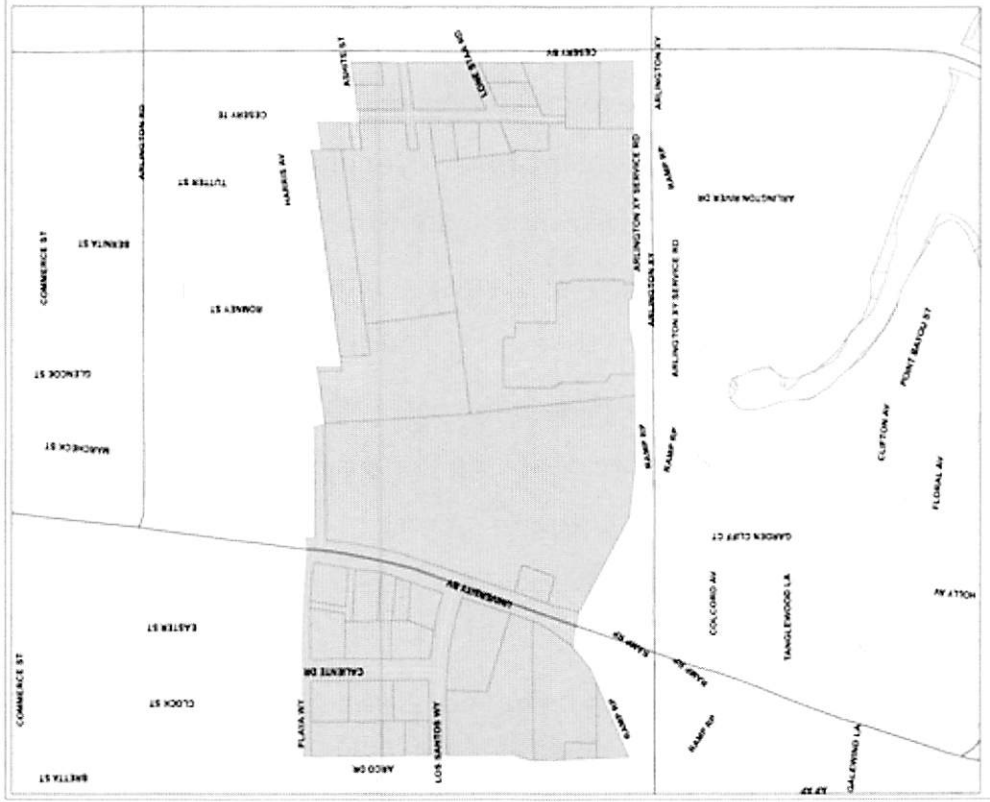 ASHITE ST
LONE STAR RD
CESERY BV
ARLINGTON XY
ARLINGTON RD
CESERY TE
HARRIS AV
TUTTER ST
ARLINGTON XY SERVICE RD
RAMP RP
ARLINGTON RIVER DR
BERNITA ST
COMMERCE ST
ROMNEY ST
ARLINGTON XY
ARLINGTON XY SERVICE RD
POINT BAYOU ST
GLENCOE ST
MARCHECK ST
RAMP RP
RAMP RP
CLIFTON AV
FLORAL AV
GARDEN CLIFF CT
UNIVERSITY BV
COLCORD AV
TANGLEWOOD LA
HOLLY AV
EASTER ST
RAMP RP
RAMP RP
CALIENTE DR
COMMERCE ST
CLOCK ST
PLAYA WY
LOS SANTOS WY
RAMP RP
RAMP RP
GALEWIND LA
ARCO DR
BRETTA ST